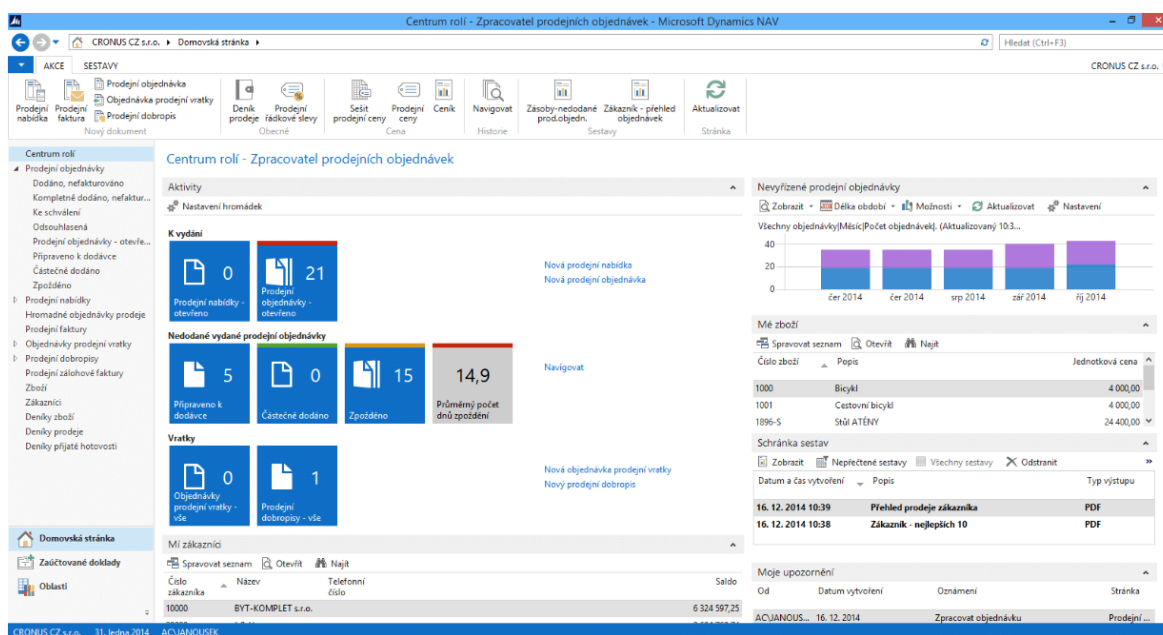 Centrum rolí - Zpracovatel prodejních objednávek - Microsoft Dynamics NAV
CRONUS CZ s.r.o. Domovská stránka
Hledat (Ctrl+F3)
AKCE SESTAVY
CRONUS CZ s.r.o.
Prodejní nabídka
Prodejní faktura
Prodejní objednávka
Objednávka prodejní vratky
Prodejní dobropis
Nový dokument
Deník prodeje
Prodejní řádkové slevy
Obecné
Sešit prodejní ceny
Prodejní ceny
Ceník
Cena
Navigovat
Historie
Zásoby-nedodané prod.objedn.
Zákazník - přehled objednávek
Sestavy
Aktualizovat
Stránka
Centrum rolí
Prodejní objednávky
Dodáno, nefakturováno
Kompletně dodáno, nefaktur...
Ke schválení
Odsouhlasená
Prodejní objednávky - otevře...
Připraveno k dodávce
Částečné dodáno
Zpoždéno
Prodejní nabídky
Hromadné objednávky prodeje
Prodejní faktury
Objednávky prodejní vratky
Prodejní dobropisy
Prodejní zálohové faktury
Zboží
Zákazníci
Deníky zboží
Deníky prodeje
Deníky přijaté hotovosti
Domovská stránka
Zaúčtované doklady
Oblasti
Centrum rolí - Zpracovatel prodejních objednávek
Aktivity
Nastavení hromádek
K vydání
0
Prodejní nabídky - otevřeno
21
Prodejní objednávky - otevřeno
Nová prodejní nabídka
Nová prodejní objednávka
Nedodané vydané prodejní objednávky
5
Připraveno k dodávce
0
Částečné dodáno
15
Zpoždéno
14,9
Průměrný počet dnů zpoždění
Navigovat
Vratky
0
Objednávky prodejní vratky - vše
1
Prodejní dobropisy - vše
Nová objednávka prodejní vratky
Nový prodejní dobropis
Mí zákazníci
Spravovat seznam Otevřít Najít
Číslo zákazníka Název Telefonní číslo Saldo
10000 BYT-KOMPLET s.r.o. 6 324 597,25
Nevyřízené prodejní objednávky
Zobrazit Délka období Možnosti Aktualizovat Nastavení
Všechny objednávky|Měsíc|Počet objednávek|. (Aktualizovaný 10:3...
40
20
0
čer 2014 čer 2014 srp 2014 zář 2014 říj 2014
Mé zboží
Spravovat seznam Otevřít Najít
Číslo zboží Popis Jednotková cena
1000 Bicykl 4 000,00
1001 Cestovní bicykl 4 000,00
1896-S Stůl ATÉNY 24 400,00
Schránka sestav
Zobrazit Nepřečtené sestavy Všechny sestavy Odstranit
Datum a čas vytvoření Popis Typ výstupu
16. 12. 2014 10:39 Přehled prodeje zákazníka PDF
16. 12. 2014 10:38 Zákazník - nejlepších 10 PDF
Moje upozornění
Od Datum vytvoření Oznámení Stránka
AC\JANOUS... 16. 12. 2014 Zpracovat objednávku Prodejní ...
CRONUS CZ s.r.o. 31. ledna 2014 AC\JANOUSEK